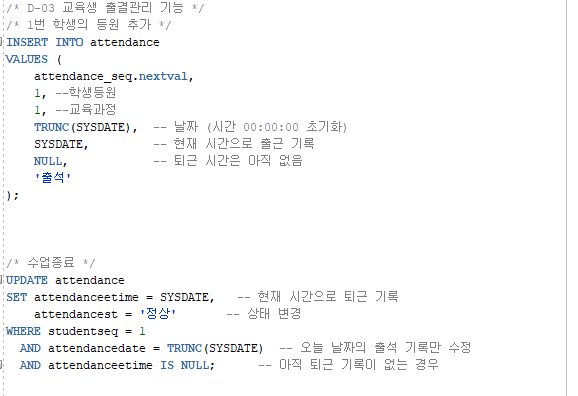 /* D-03 교육생 출결관리 기능 */
/* 1번 학생의 등원 추가 */
INSERT INTO attendance
VALUES (
    attendance_seq.nextval,
    1, --학생등원
    1, --교육과정
    TRUNC(SYSDATE),  -- 날짜 (시간 00:00:00 초기화)
    SYSDATE,         -- 현재 시간으로 출근 기록
    NULL,            -- 퇴근 시간은 아직 없음
    '출석'
);
/* 수업종료 */
UPDATE attendance
SET attendanceetime = SYSDATE,   -- 현재 시간으로 퇴근 기록
    attendancest = '정상'       -- 상태 변경
WHERE studentseq = 1
  AND attendancedate = TRUNC(SYSDATE)  -- 오늘 날짜의 출석 기록만 수정
  AND attendanceetime IS NULL;      -- 아직 퇴근 기록이 없는 경우